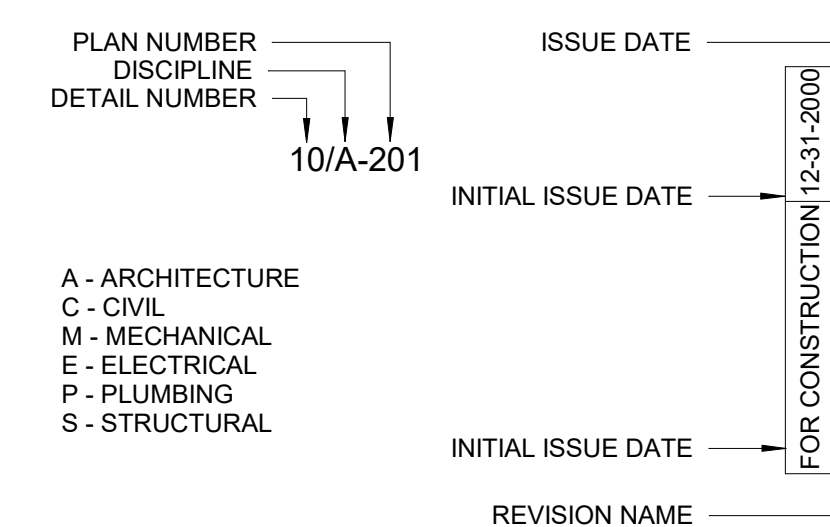 PLAN NUMBER
DISCIPLINE
DETAIL NUMBER
10/A-201
A - ARCHITECTURE
C - CIVIL
M - MECHANICAL
E - ELECTRICAL
P - PLUMBING
S - STRUCTURAL
ISSUE DATE
INITIAL ISSUE DATE
INITIAL ISSUE DATE
REVISION NAME
FOR CONSTRUCTION
12-31-2000